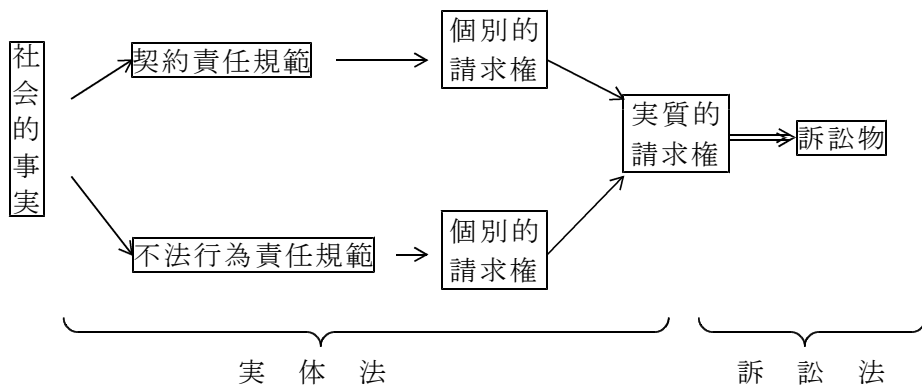 社会的事実
契約責任規範
個別的
請求権
実質的
請求権
訴訟物
不法行為責任規範
個別的
請求権
実体法
訴訟法